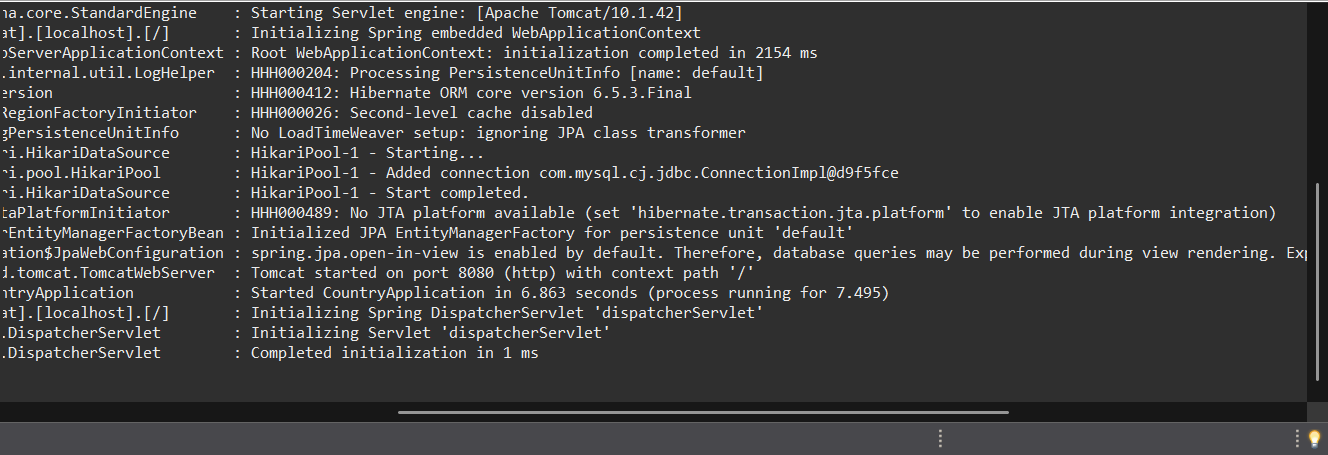 na.core.StandardEngine : Starting Servlet engine: [Apache Tomcat/10.1.42]
at].[localhost].[/] : Initializing Spring embedded WebApplicationContext
oServerApplicationContext : Root WebApplicationContext: initialization completed in 2154 ms
.internal.util.LogHelper : HHH000204: Processing PersistenceUnitInfo [name: default]
ersion : HHH000412: Hibernate ORM core version 6.5.3.Final
RegionFactoryInitiator : HHH000026: Second-level cache disabled
gPersistenceUnitInfo : No LoadTimeWeaver setup: ignoring JPA class transformer
ri.HikariDataSource : HikariPool-1 - Starting...
ri.pool.HikariPool : HikariPool-1 - Added connection com.mysql.cj.jdbc.ConnectionImpl@d9f5fce
ri.HikariDataSource : HikariPool-1 - Start completed.
taPlatformInitiator : HHH000489: No JTA platform available (set 'hibernate.transaction.jta.platform' to enable JTA platform integration)
rEntityManagerFactoryBean : Initialized JPA EntityManagerFactory for persistence unit 'default'
ation$JpaWebConfiguration : spring.jpa.open-in-view is enabled by default. Therefore, database queries may be performed during view rendering. Exp
d.tomcat.TomcatWebServer : Tomcat started on port 8080 (http) with context path '/'
ntryApplication : Started CountryApplication in 6.863 seconds (process running for 7.495)
at].[localhost].[/] : Initializing Spring DispatcherServlet 'dispatcherServlet'
.DispatcherServlet : Initializing Servlet 'dispatcherServlet'
.DispatcherServlet : Completed initialization in 1 ms